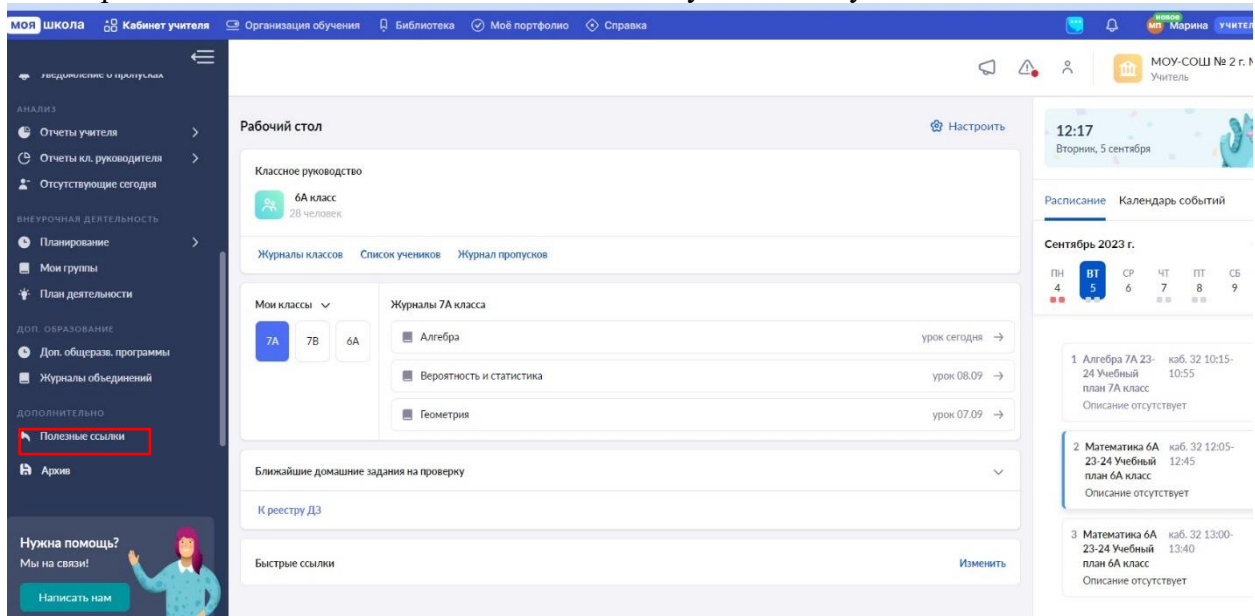 моя школа
Кабинет учителя
Организация обучения
Библиотека
Моё портфолио
Справка
НОВОЕ
МП
Марина
Уведомление о пропусках
МОУ-СОШ № 2 г.
Учитель
АНАЛИЗ
Отчеты учителя
Отчеты кл. руководителя
Отсутствующие сегодня
ВНЕУРОЧНАЯ ДЕЯТЕЛЬНОСТЬ
Планирование
Мои группы
План деятельности
ДОП. ОБРАЗОВАНИЕ
Доп. общеразв. программы
Журналы объединений
ДОПОЛНИТЕЛЬНО
Полезные ссылки
Архив
Нужна помощь?
Мы на связи!
Написать нам
Рабочий стол
Настроить
Классное руководство
6А класс
28 человек
Журналы классов Список учеников Журнал пропусков
Мои классы
7А 7В 6А
Журналы 7А класса
Алгебра урок сегодня
Вероятность и статистика урок 08.09
Геометрия урок 07.09
Ближайшие домашние задания на проверку
К реестру ДЗ
Быстрые ссылки Изменить
12:17
Вторник, 5 сентября
Расписание Календарь событий
Сентябрь 2023 г.
ПН ВТ СР ЧТ ПТ СБ
4 5 6 7 8 9
1 Алгебра 7А 23- каб. 32 10:15-
24 Учебный 10:55
план 7А класс
Описание отсутствует
2 Математика 6А каб. 32 12:05-
23-24 Учебный 12:45
план 6А класс
Описание отсутствует
3 Математика 6А каб. 32 13:00-
23-24 Учебный 13:40
план 6А класс
Описание отсутствует